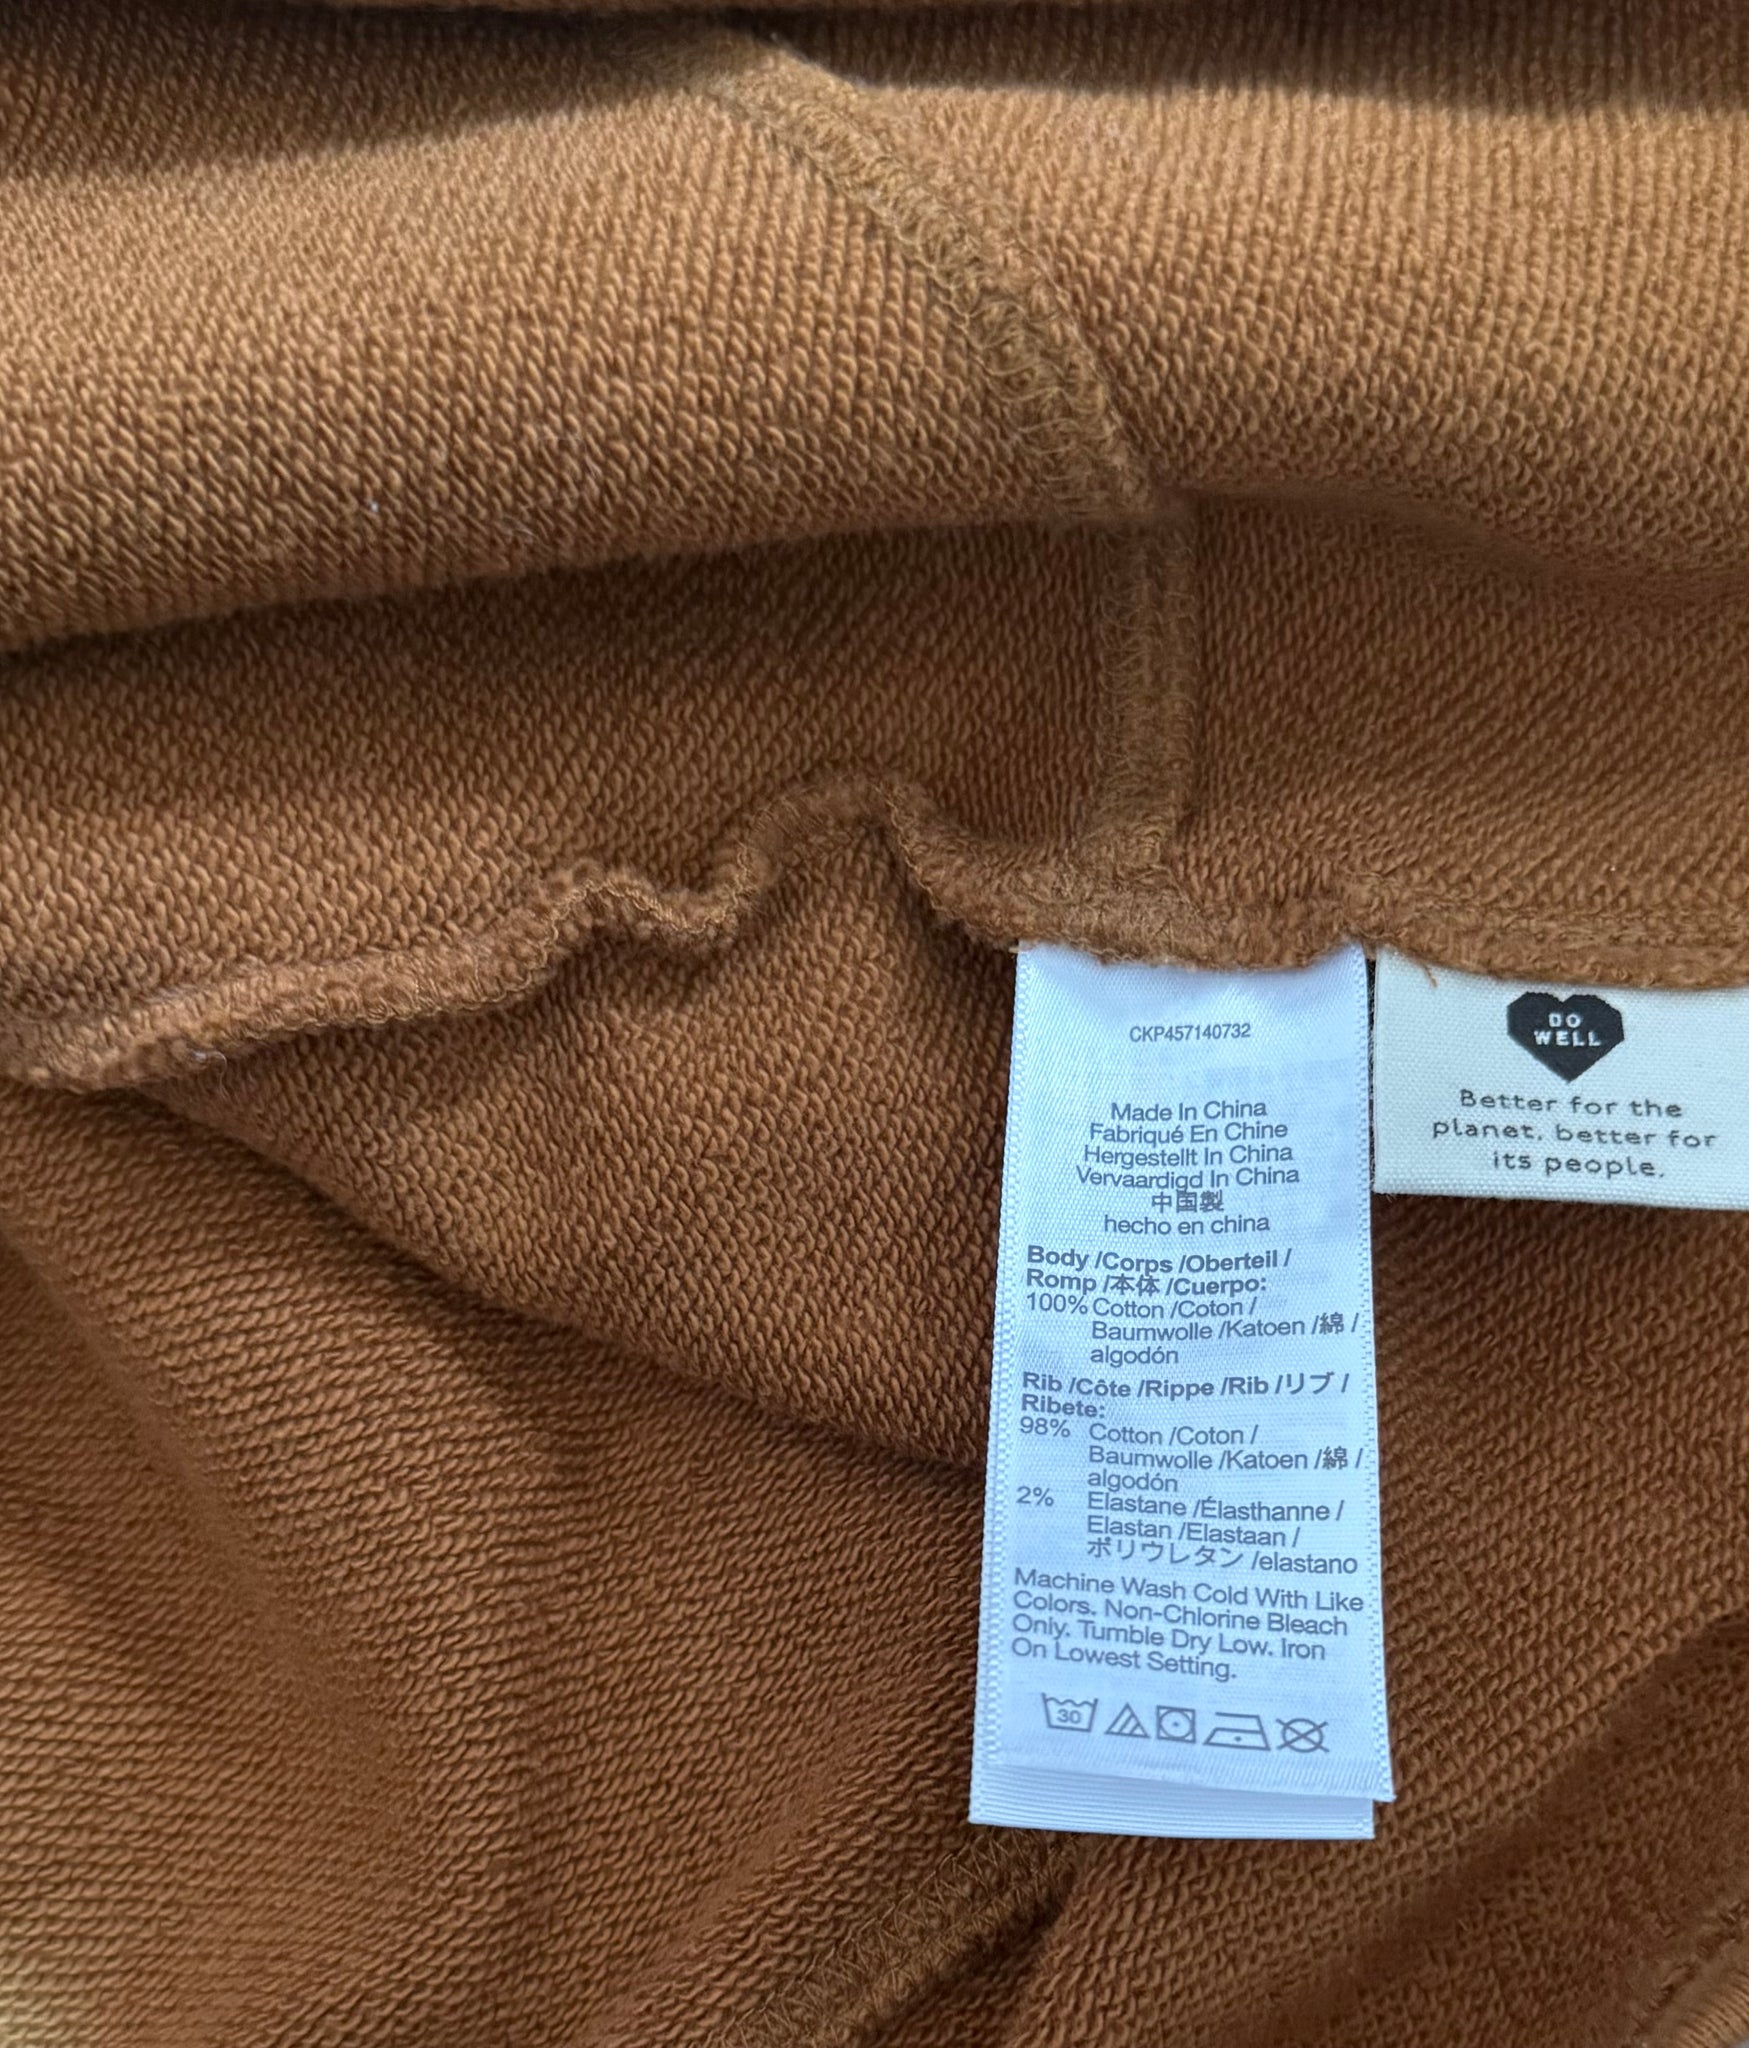 CKP457140732
Made In China
Fabriqué En Chine
Hergestellt In China
Vervaardigd In China
中国製
hecho en china
Body /Corps /Oberteil /
Romp /本体 /Cuerpo:
100% Cotton /Coton /
Baumwolle /Katoen /綿 /
algodón
Rib /Côte /Rippe /Rib /リブ /
Ribete:
98% Cotton /Coton /
Baumwolle /Katoen /綿 /
algodón
2% Elastane /Élasthanne /
Elastan /Elastaan /
ポリウレタン /elastano
Machine Wash Cold With Like
Colors. Non-Chlorine Bleach
Only. Tumble Dry Low. Iron
On Lowest Setting.
30
DO
WELL
Better for the
planet, better for
its people.